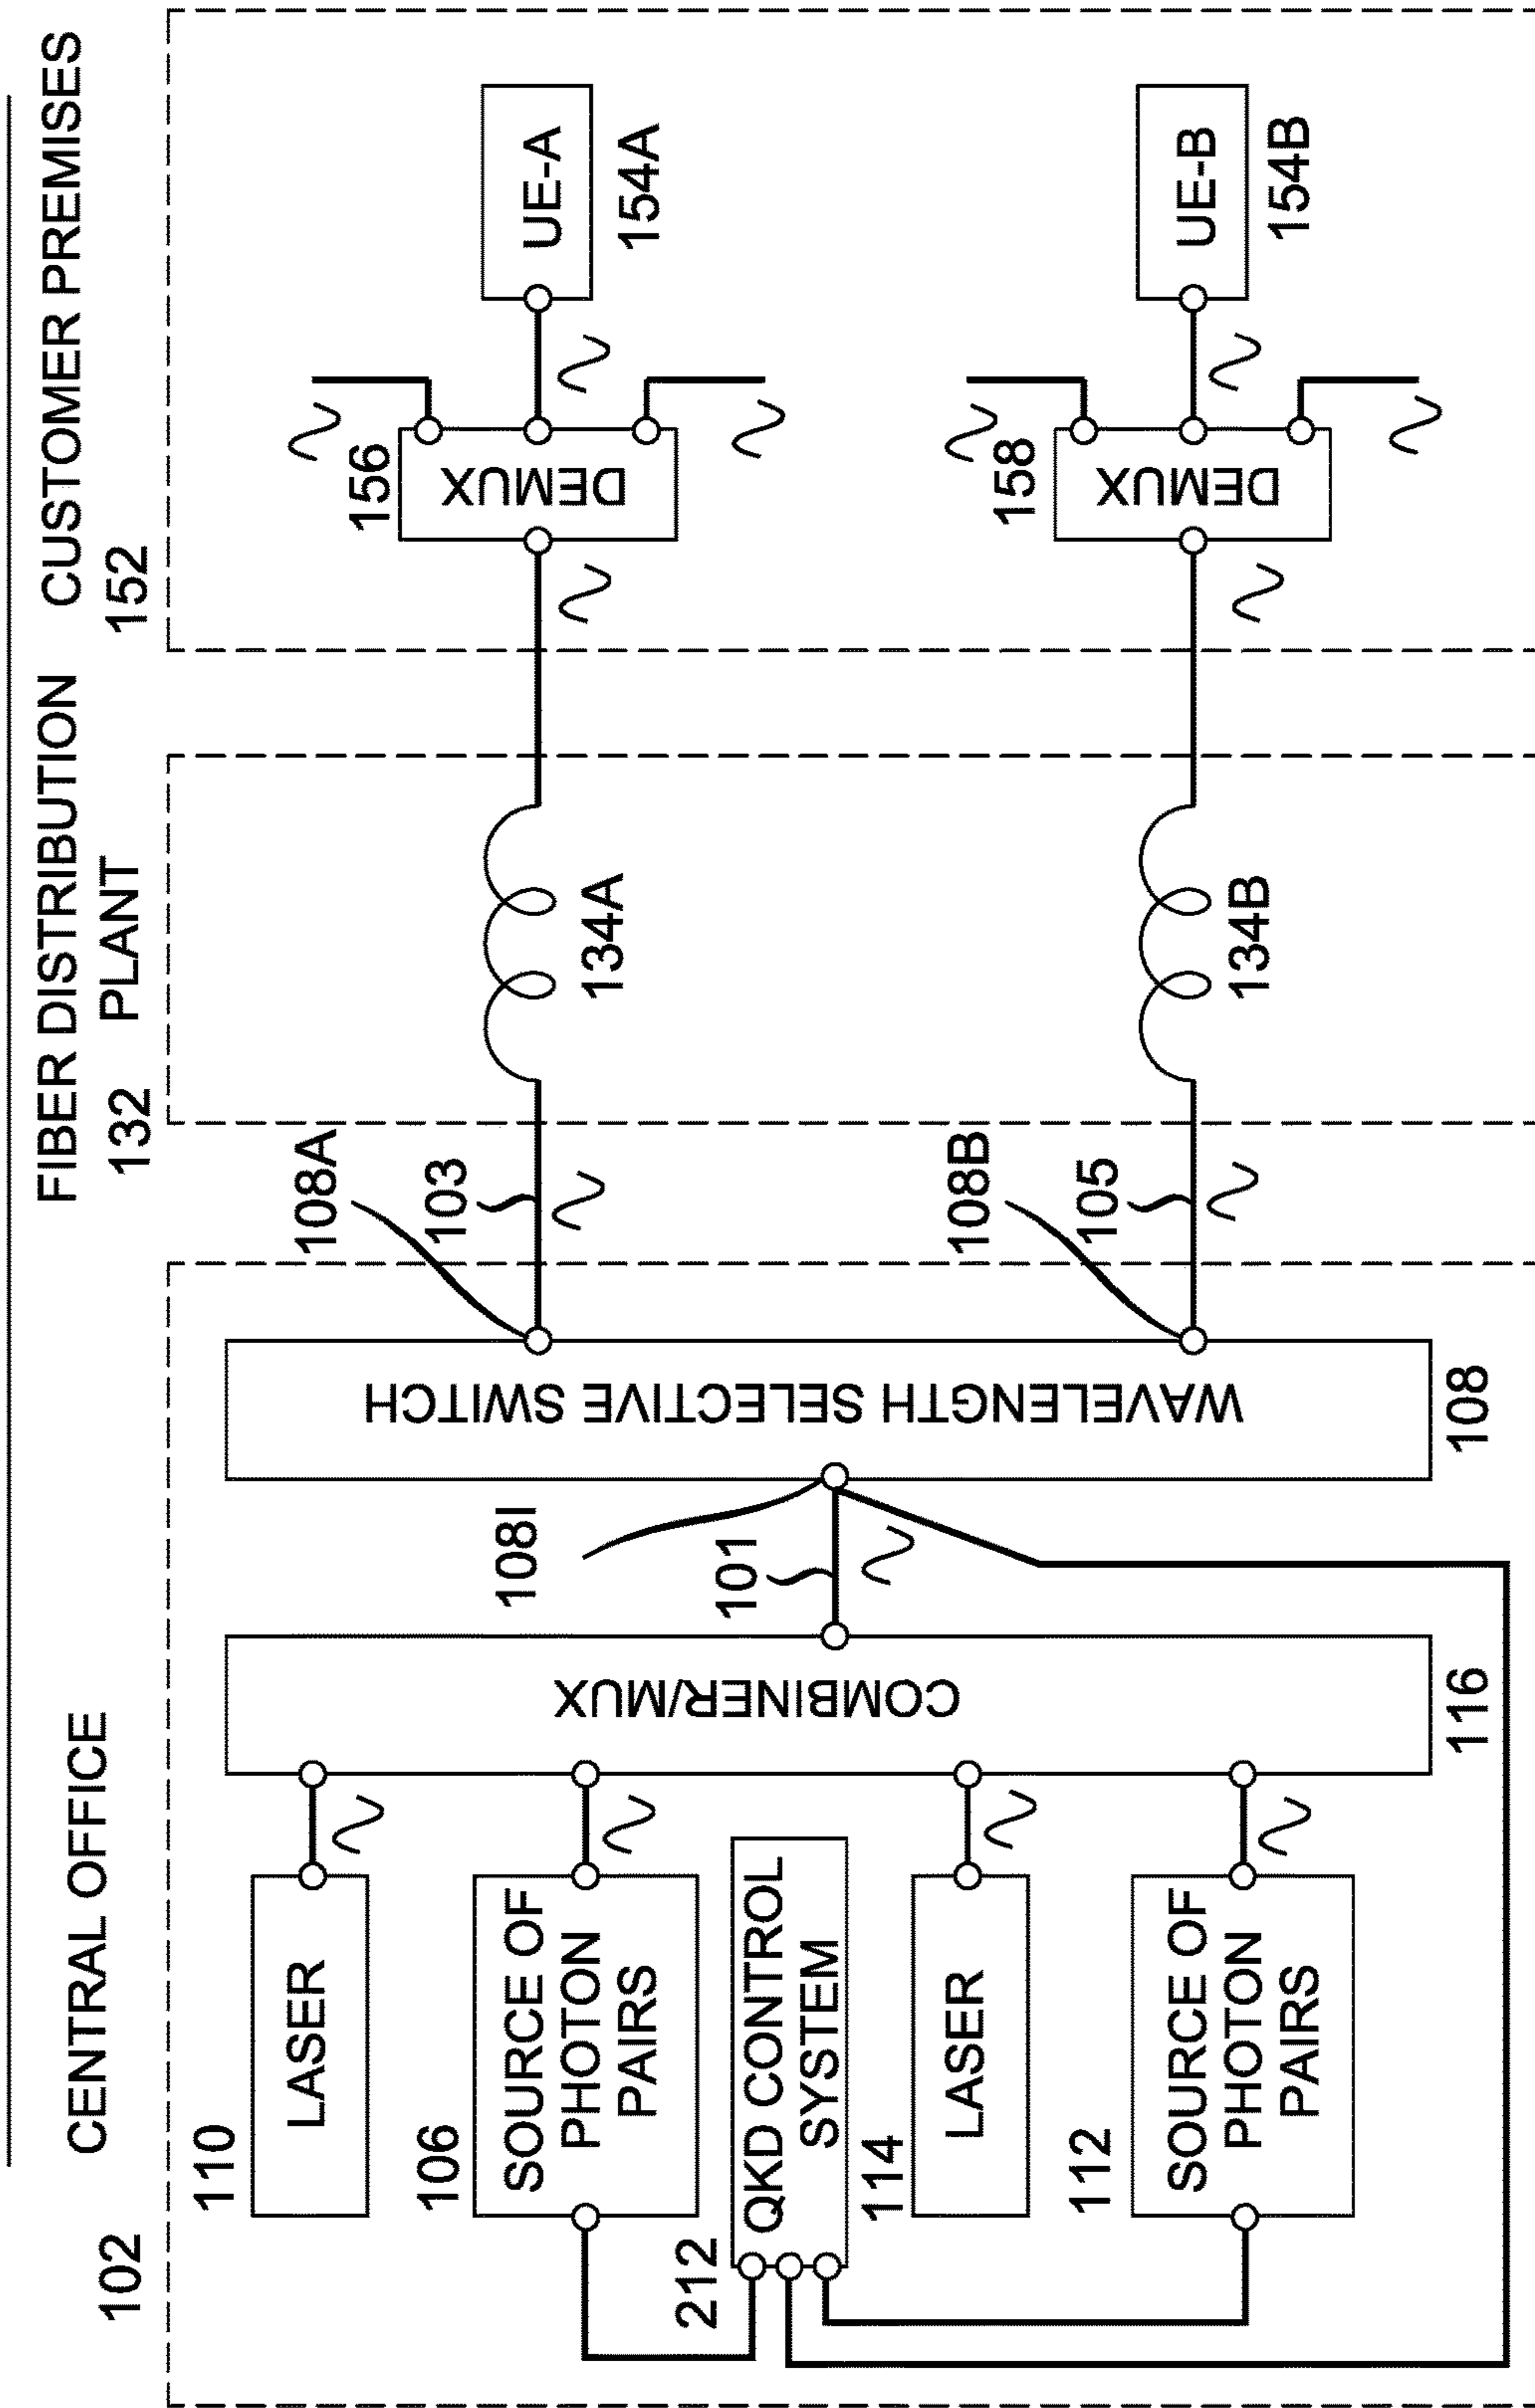 CENTRAL OFFICE
102
FIBER DISTRIBUTION
PLANT
132
CUSTOMER PREMISES
152
110
LASER
106
SOURCE OF
PHOTON
PAIRS
212
QKD CONTROL
SYSTEM
114
LASER
112
SOURCE OF
PHOTON
PAIRS
COMBINER/MUX
116
101
108I
WAVELENGTH SELECTIVE SWITCH
108
108A
103
108B
105
134A
134B
156
DEMUX
158
DEMUX
UE-A
154A
UE-B
154B